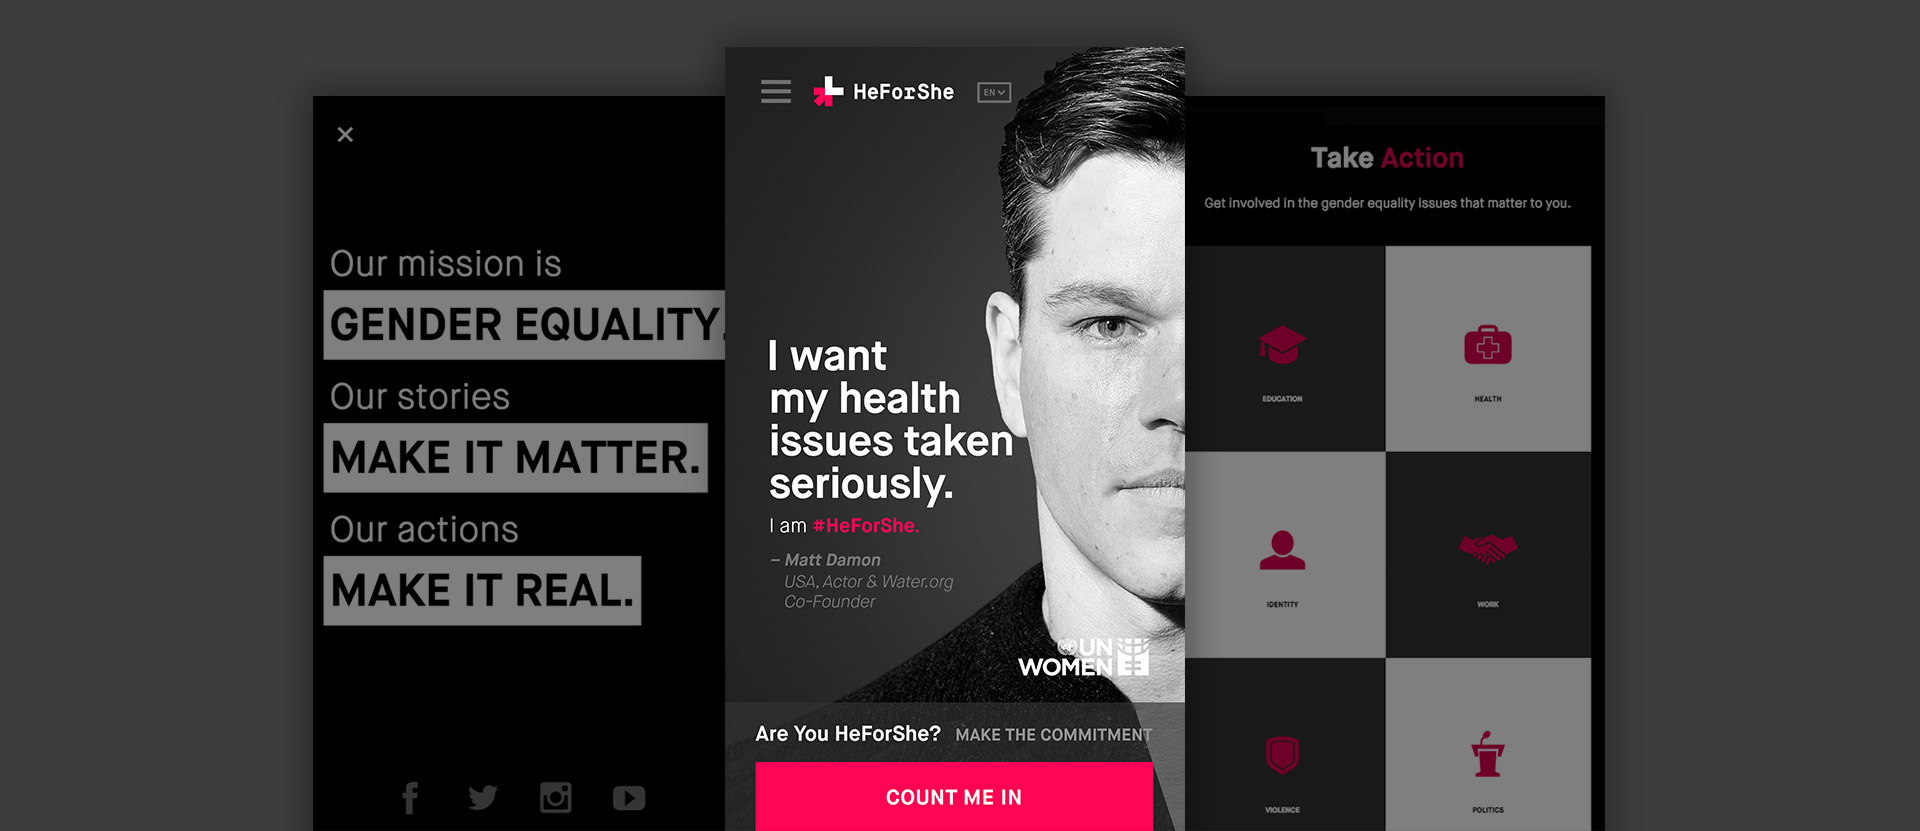 Our mission is
GENDER EQUALITY.
Our stories
MAKE IT MATTER.
Our actions
MAKE IT REAL.
HeForShe
EN
I want
my health
issues taken
seriously.
I am #HeForShe.
– Matt Damon
USA, Actor & Water.org
Co-Founder
UN
WOMEN
Are You HeForShe? MAKE THE COMMITMENT
COUNT ME IN
Take Action
Get involved in the gender equality issues that matter to you.
EDUCATION
HEALTH
IDENTITY
WORK
VIOLENCE
POLITICS